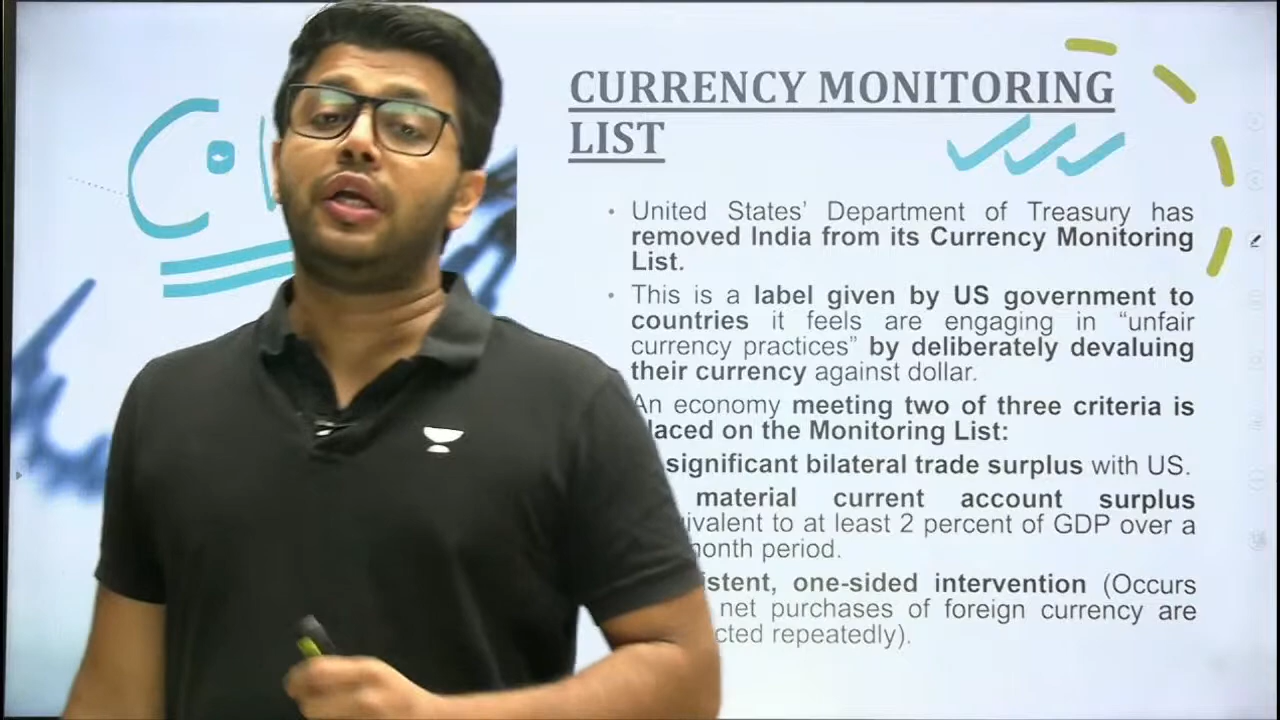 CURRENCY MONITORING
LIST
• United States’ Department of Treasury has
removed India from its Currency Monitoring
List.
• This is a label given by US government to
countries it feels are engaging in “unfair
currency practices” by deliberately devaluing
their currency against dollar.
An economy meeting two of three criteria is
laced on the Monitoring List:
significant bilateral trade surplus with US.
material current account surplus
ivalent to at least 2 percent of GDP over a
onth period.
istent, one-sided intervention (Occurs
net purchases of foreign currency are
cted repeatedly).